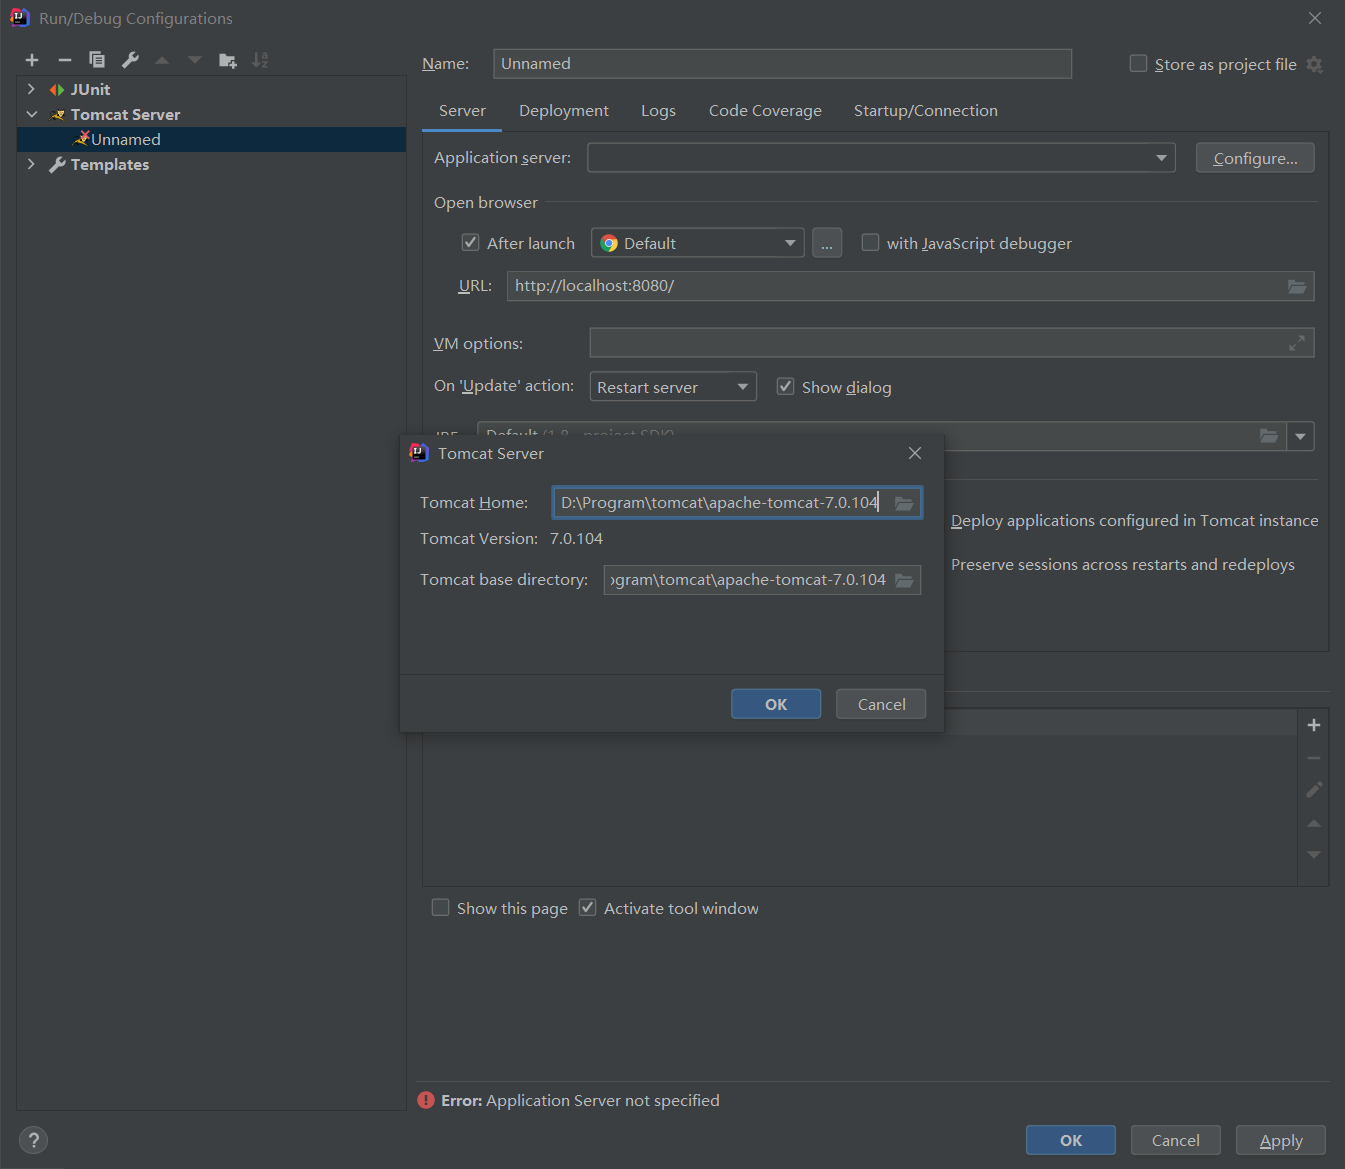 Run/Debug Configurations
JUnit
Tomcat Server
Unnamed
Templates
Name: Unnamed Store as project file
Server Deployment Logs Code Coverage Startup/Connection
Application server: Configure...
Open browser
After launch Default ... with JavaScript debugger
URL: http://localhost:8080/
VM options:
On 'Update' action: Restart server Show dialog
Default (1.8 - project SDK)
Tomcat Server
Tomcat Home: D:\Program\tomcat\apache-tomcat-7.0.104
Tomcat Version: 7.0.104
Tomcat base directory: ogram\tomcat\apache-tomcat-7.0.104
OK Cancel
Deploy applications configured in Tomcat instance
Preserve sessions across restarts and redeploys
Show this page Activate tool window
Error: Application Server not specified
? OK Cancel Apply